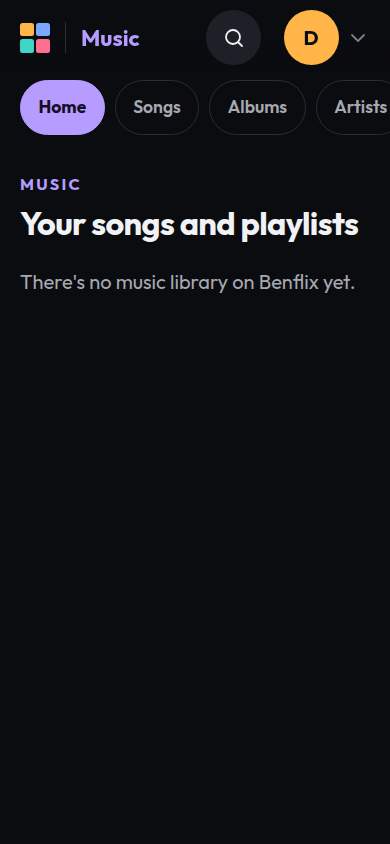 Music
D
Home
Songs
Albums
Artists
MUSIC
Your songs and playlists
There's no music library on Benflix yet.